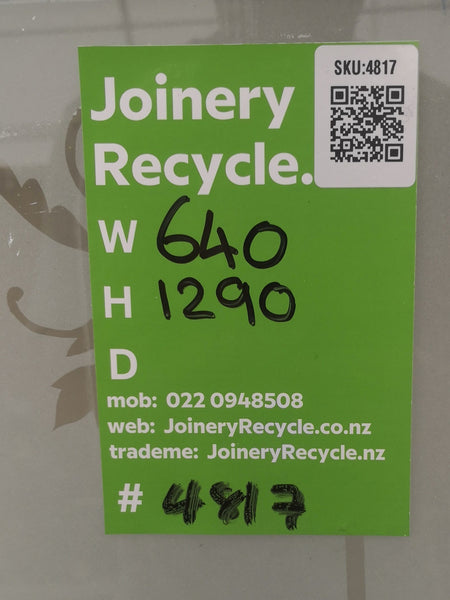 SKU:4817
Joinery
Recycle.
W 640
H 1290
D
mob: 022 0948508
web: JoineryRecycle.co.nz
trademe: JoineryRecycle.nz
# 4817